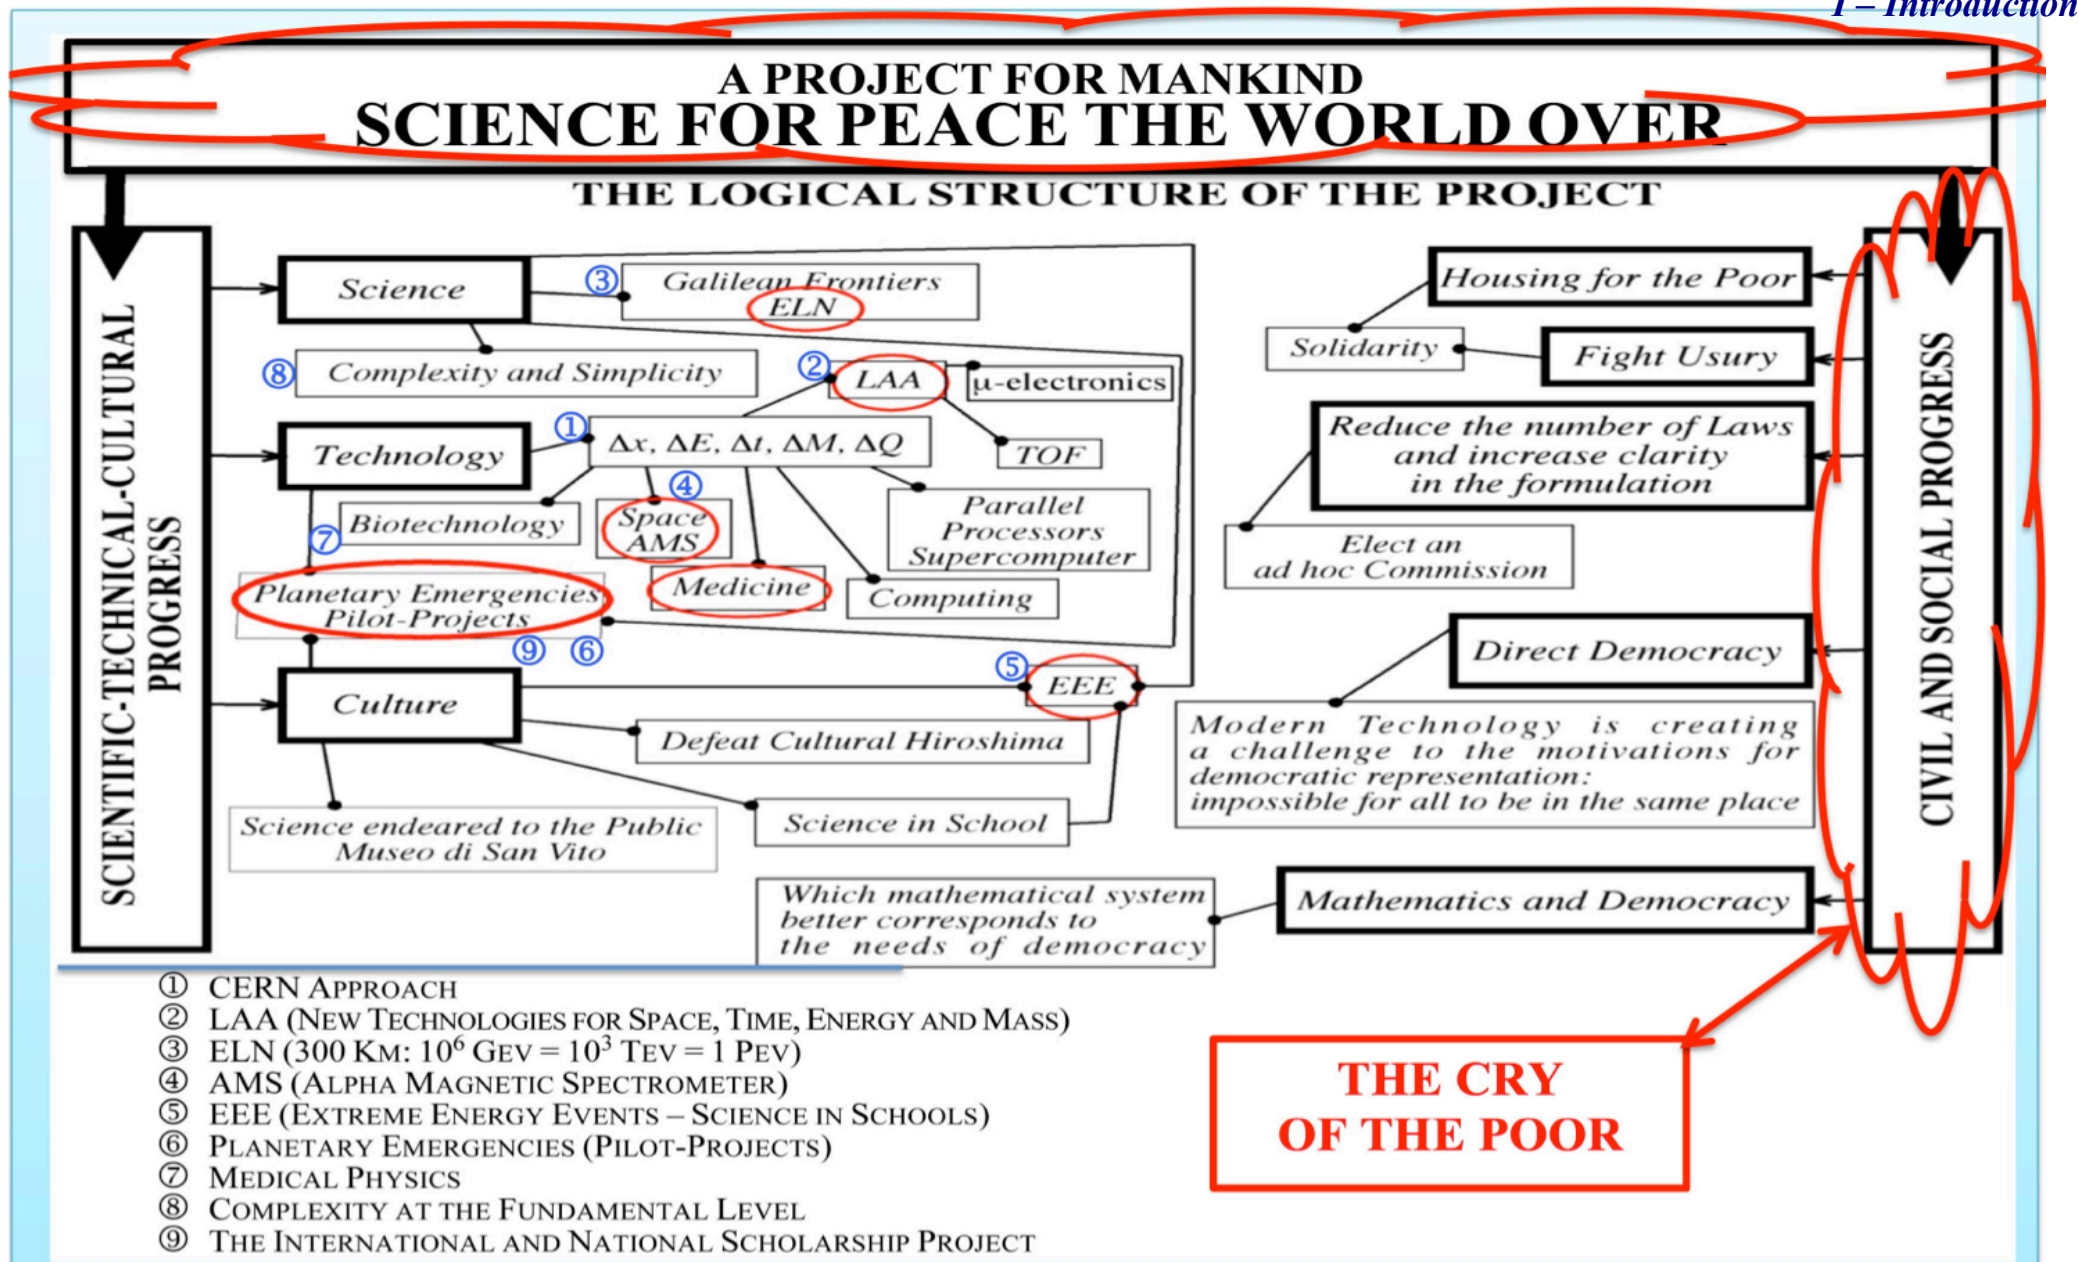 I – Introduction
A PROJECT FOR MANKIND
SCIENCE FOR PEACE THE WORLD OVER
THE LOGICAL STRUCTURE OF THE PROJECT
SCIENTIFIC-TECHNICAL-CULTURAL
PROGRESS
Science
③
Galilean Frontiers
ELN
⑧
Complexity and Simplicity
②
LAA
μ-electronics
TOF
Technology
①
Δx, ΔE, Δt, ΔM, ΔQ
Biotechnology
④
Space
AMS
Medicine
Computing
Parallel
Processors
Supercomputer
⑦
Planetary Emergencies
Pilot-Projects
⑨ ⑥
Culture
⑤
EEE
Defeat Cultural Hiroshima
Science in School
Science endeared to the Public
Museo di San Vito
Housing for the Poor
Solidarity
Fight Usury
Reduce the number of Laws
and increase clarity
in the formulation
Elect an
ad hoc Commission
Direct Democracy
Modern Technology is creating
a challenge to the motivations for
democratic representation:
impossible for all to be in the same place
Mathematics and Democracy
Which mathematical system
better corresponds to
the needs of democracy
CIVIL AND SOCIAL PROGRESS
① CERN APPROACH
② LAA (NEW TECHNOLOGIES FOR SPACE, TIME, ENERGY AND MASS)
③ ELN (300 KM: 10⁶ GEV = 10³ TEV = 1 PEV)
④ AMS (ALPHA MAGNETIC SPECTROMETER)
⑤ EEE (EXTREME ENERGY EVENTS – SCIENCE IN SCHOOLS)
⑥ PLANETARY EMERGENCIES (PILOT-PROJECTS)
⑦ MEDICAL PHYSICS
⑧ COMPLEXITY AT THE FUNDAMENTAL LEVEL
⑨ THE INTERNATIONAL AND NATIONAL SCHOLARSHIP PROJECT
THE CRY
OF THE POOR